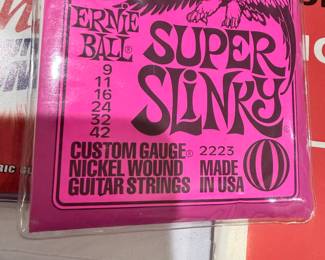 ERNIE
BALL®
SUPER
SLINKY
9
11
16
24
32
42
CUSTOM GAUGE® 2223
NICKEL WOUND
GUITAR STRINGS
MADE
IN USA